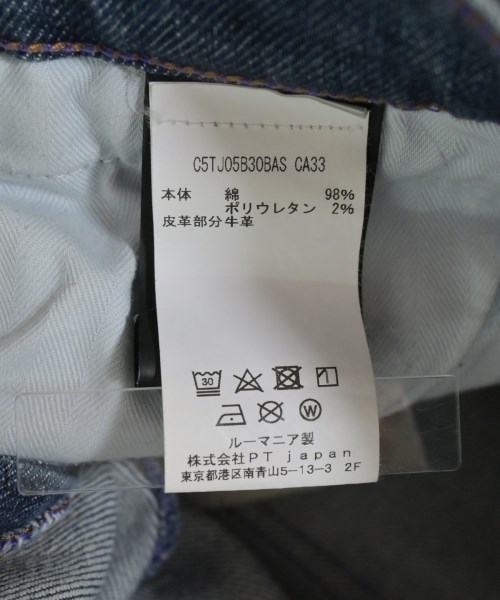 C5TJ05B30BAS CA33
本体 綿 98%
ポリウレタン 2%
皮革部分牛革
30
W
ルーマニア製
株式会社PT japan
東京都港区南青山5-13-3 2F